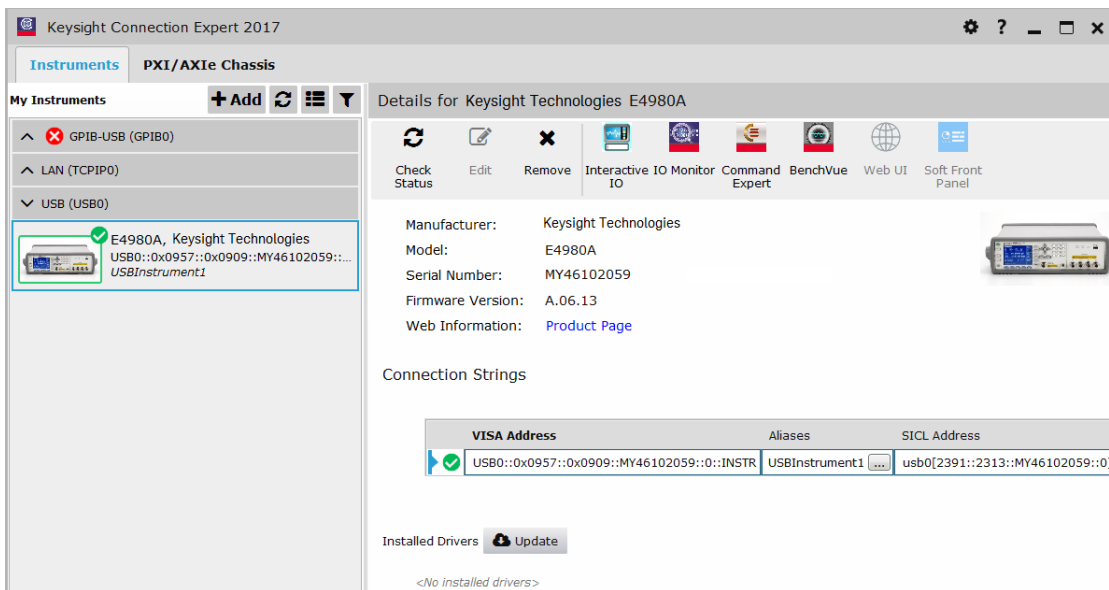 Keysight Connection Expert 2017
?
Instruments PXI/AXIe Chassis
My Instruments
Add
GPIB-USB (GPIB0)
LAN (TCPIP0)
USB (USB0)
E4980A, Keysight Technologies
USB0::0x0957::0x0909::MY46102059::...
USBInstrument1
Details for Keysight Technologies E4980A
Check Status
Edit
Remove
Interactive IO
IO Monitor
Command Expert
BenchVue
Web UI
Soft Front Panel
Manufacturer: Keysight Technologies
Model: E4980A
Serial Number: MY46102059
Firmware Version: A.06.13
Web Information: Product Page
Connection Strings
VISA Address Aliases SICL Address
USB0::0x0957::0x0909::MY46102059::0::INSTR USBInstrument1 ... usb0[2391::2313::MY46102059::0]
Installed Drivers Update
<No installed drivers>